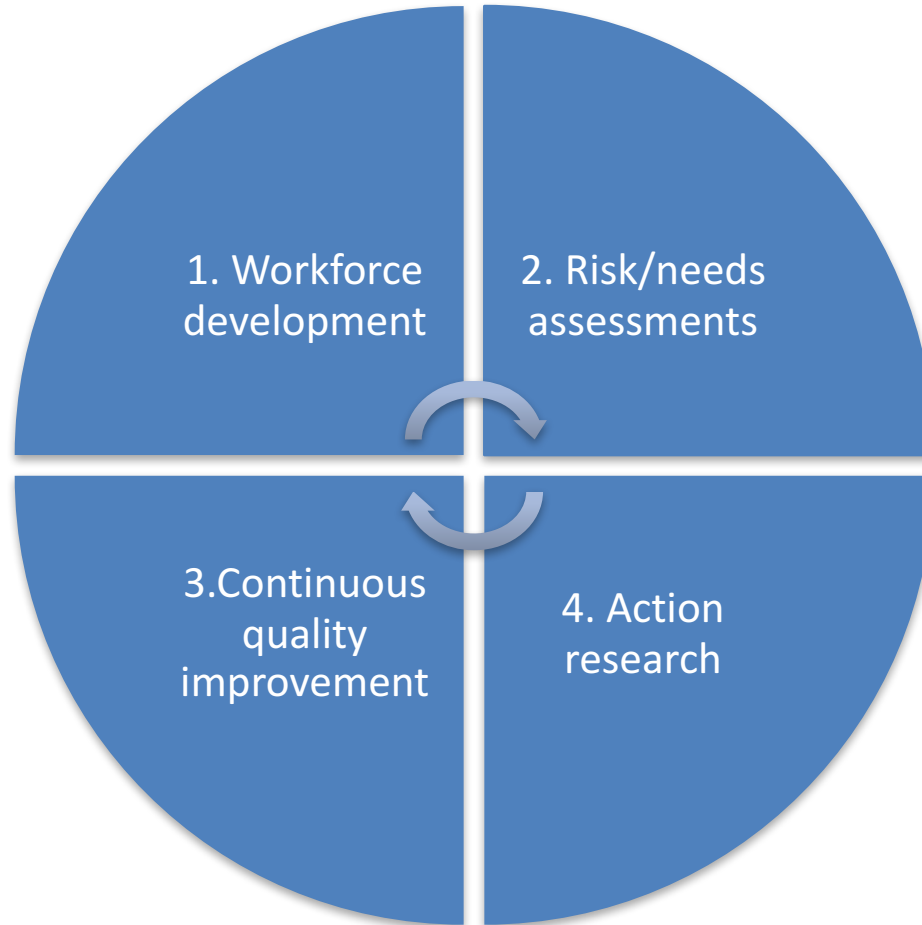 1. Workforce
development
2. Risk/needs
assessments
3.Continuous
quality
improvement
4. Action
research